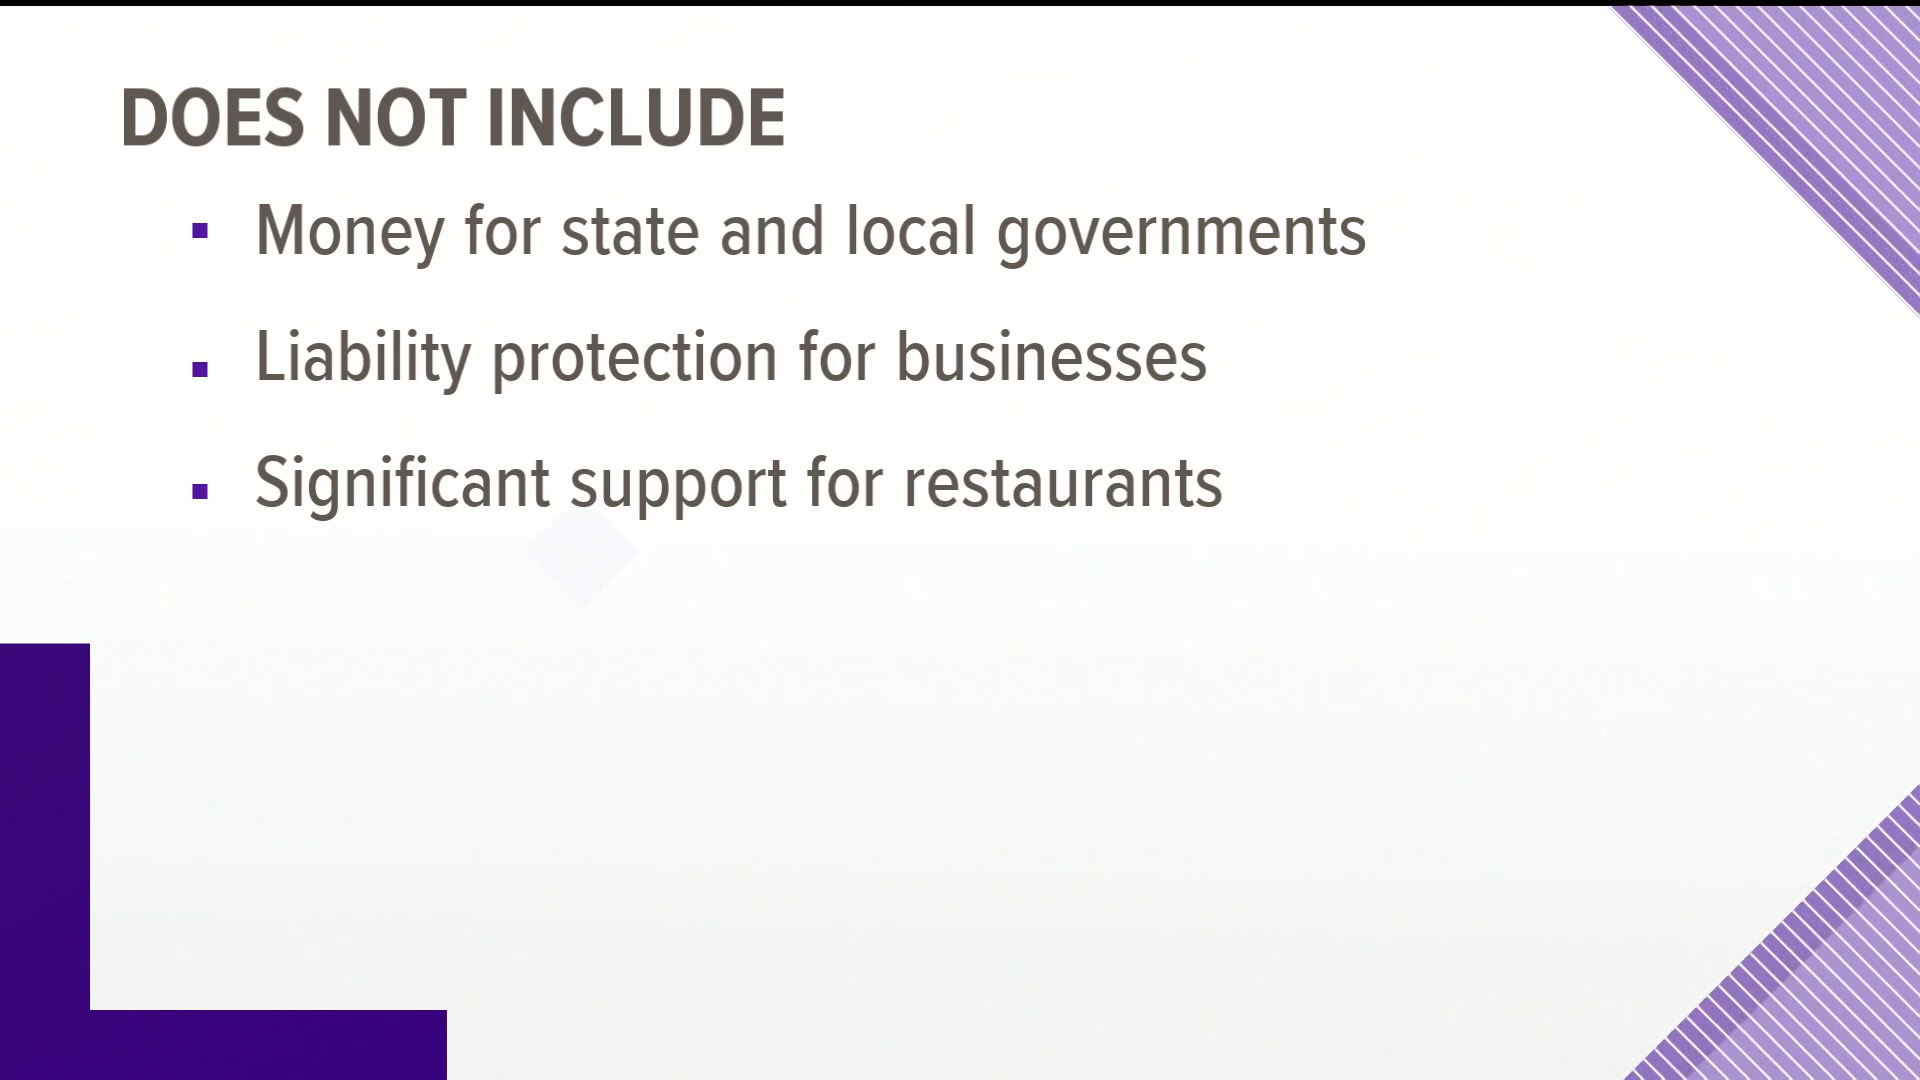 DOES NOT INCLUDE
Money for state and local governments
Liability protection for businesses
Significant support for restaurants